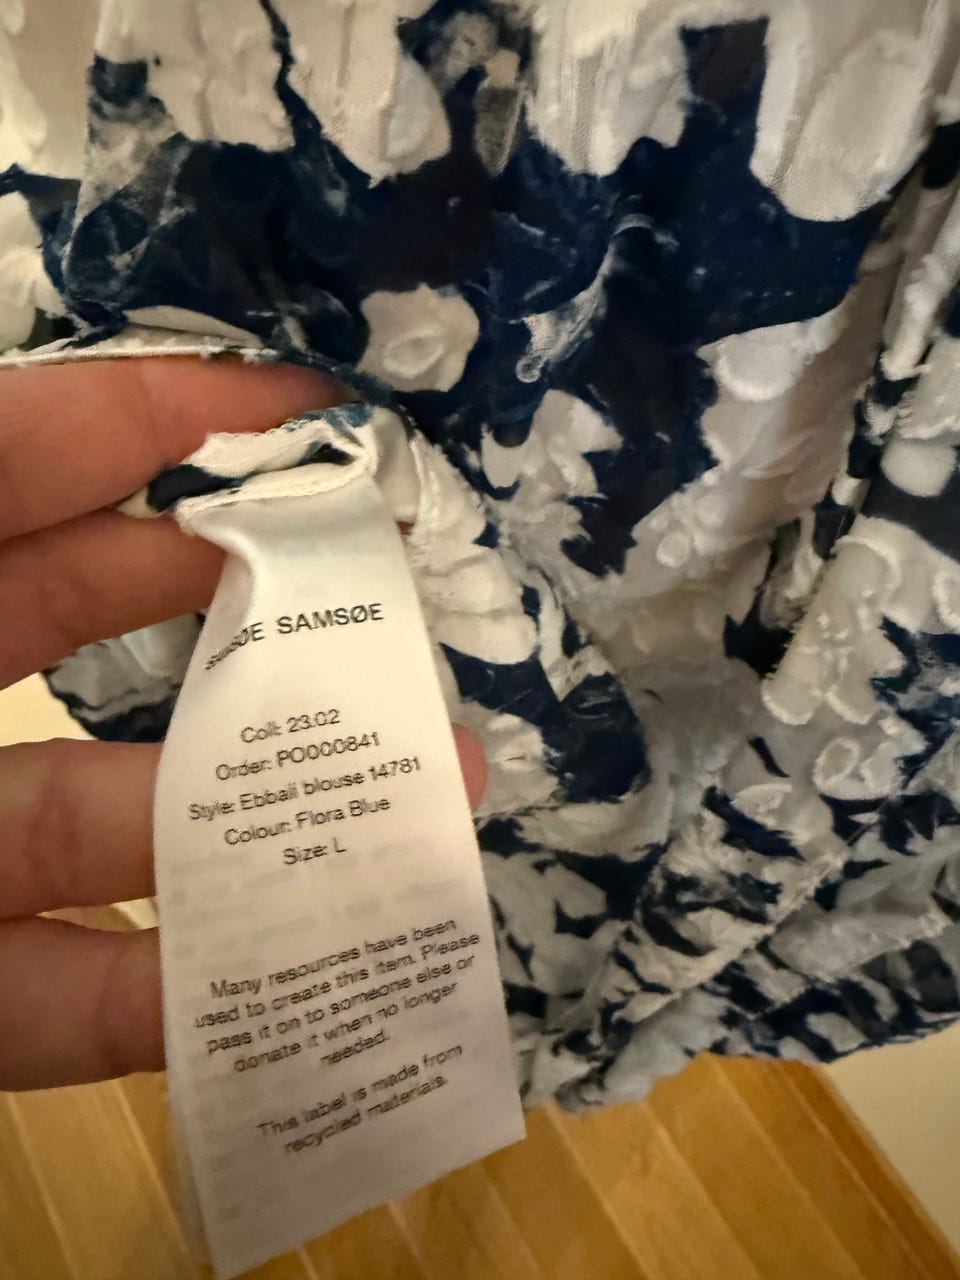 SAMSØE
Coll: 23.02
Order: PO000841
Style: Ebbali blouse 14781
Colour: Flora Blue
Size: L
Many resources have been
used to create this item. Please
pass it on to someone else or
donate it when no longer
needed.
This label is made from
recycled materials.